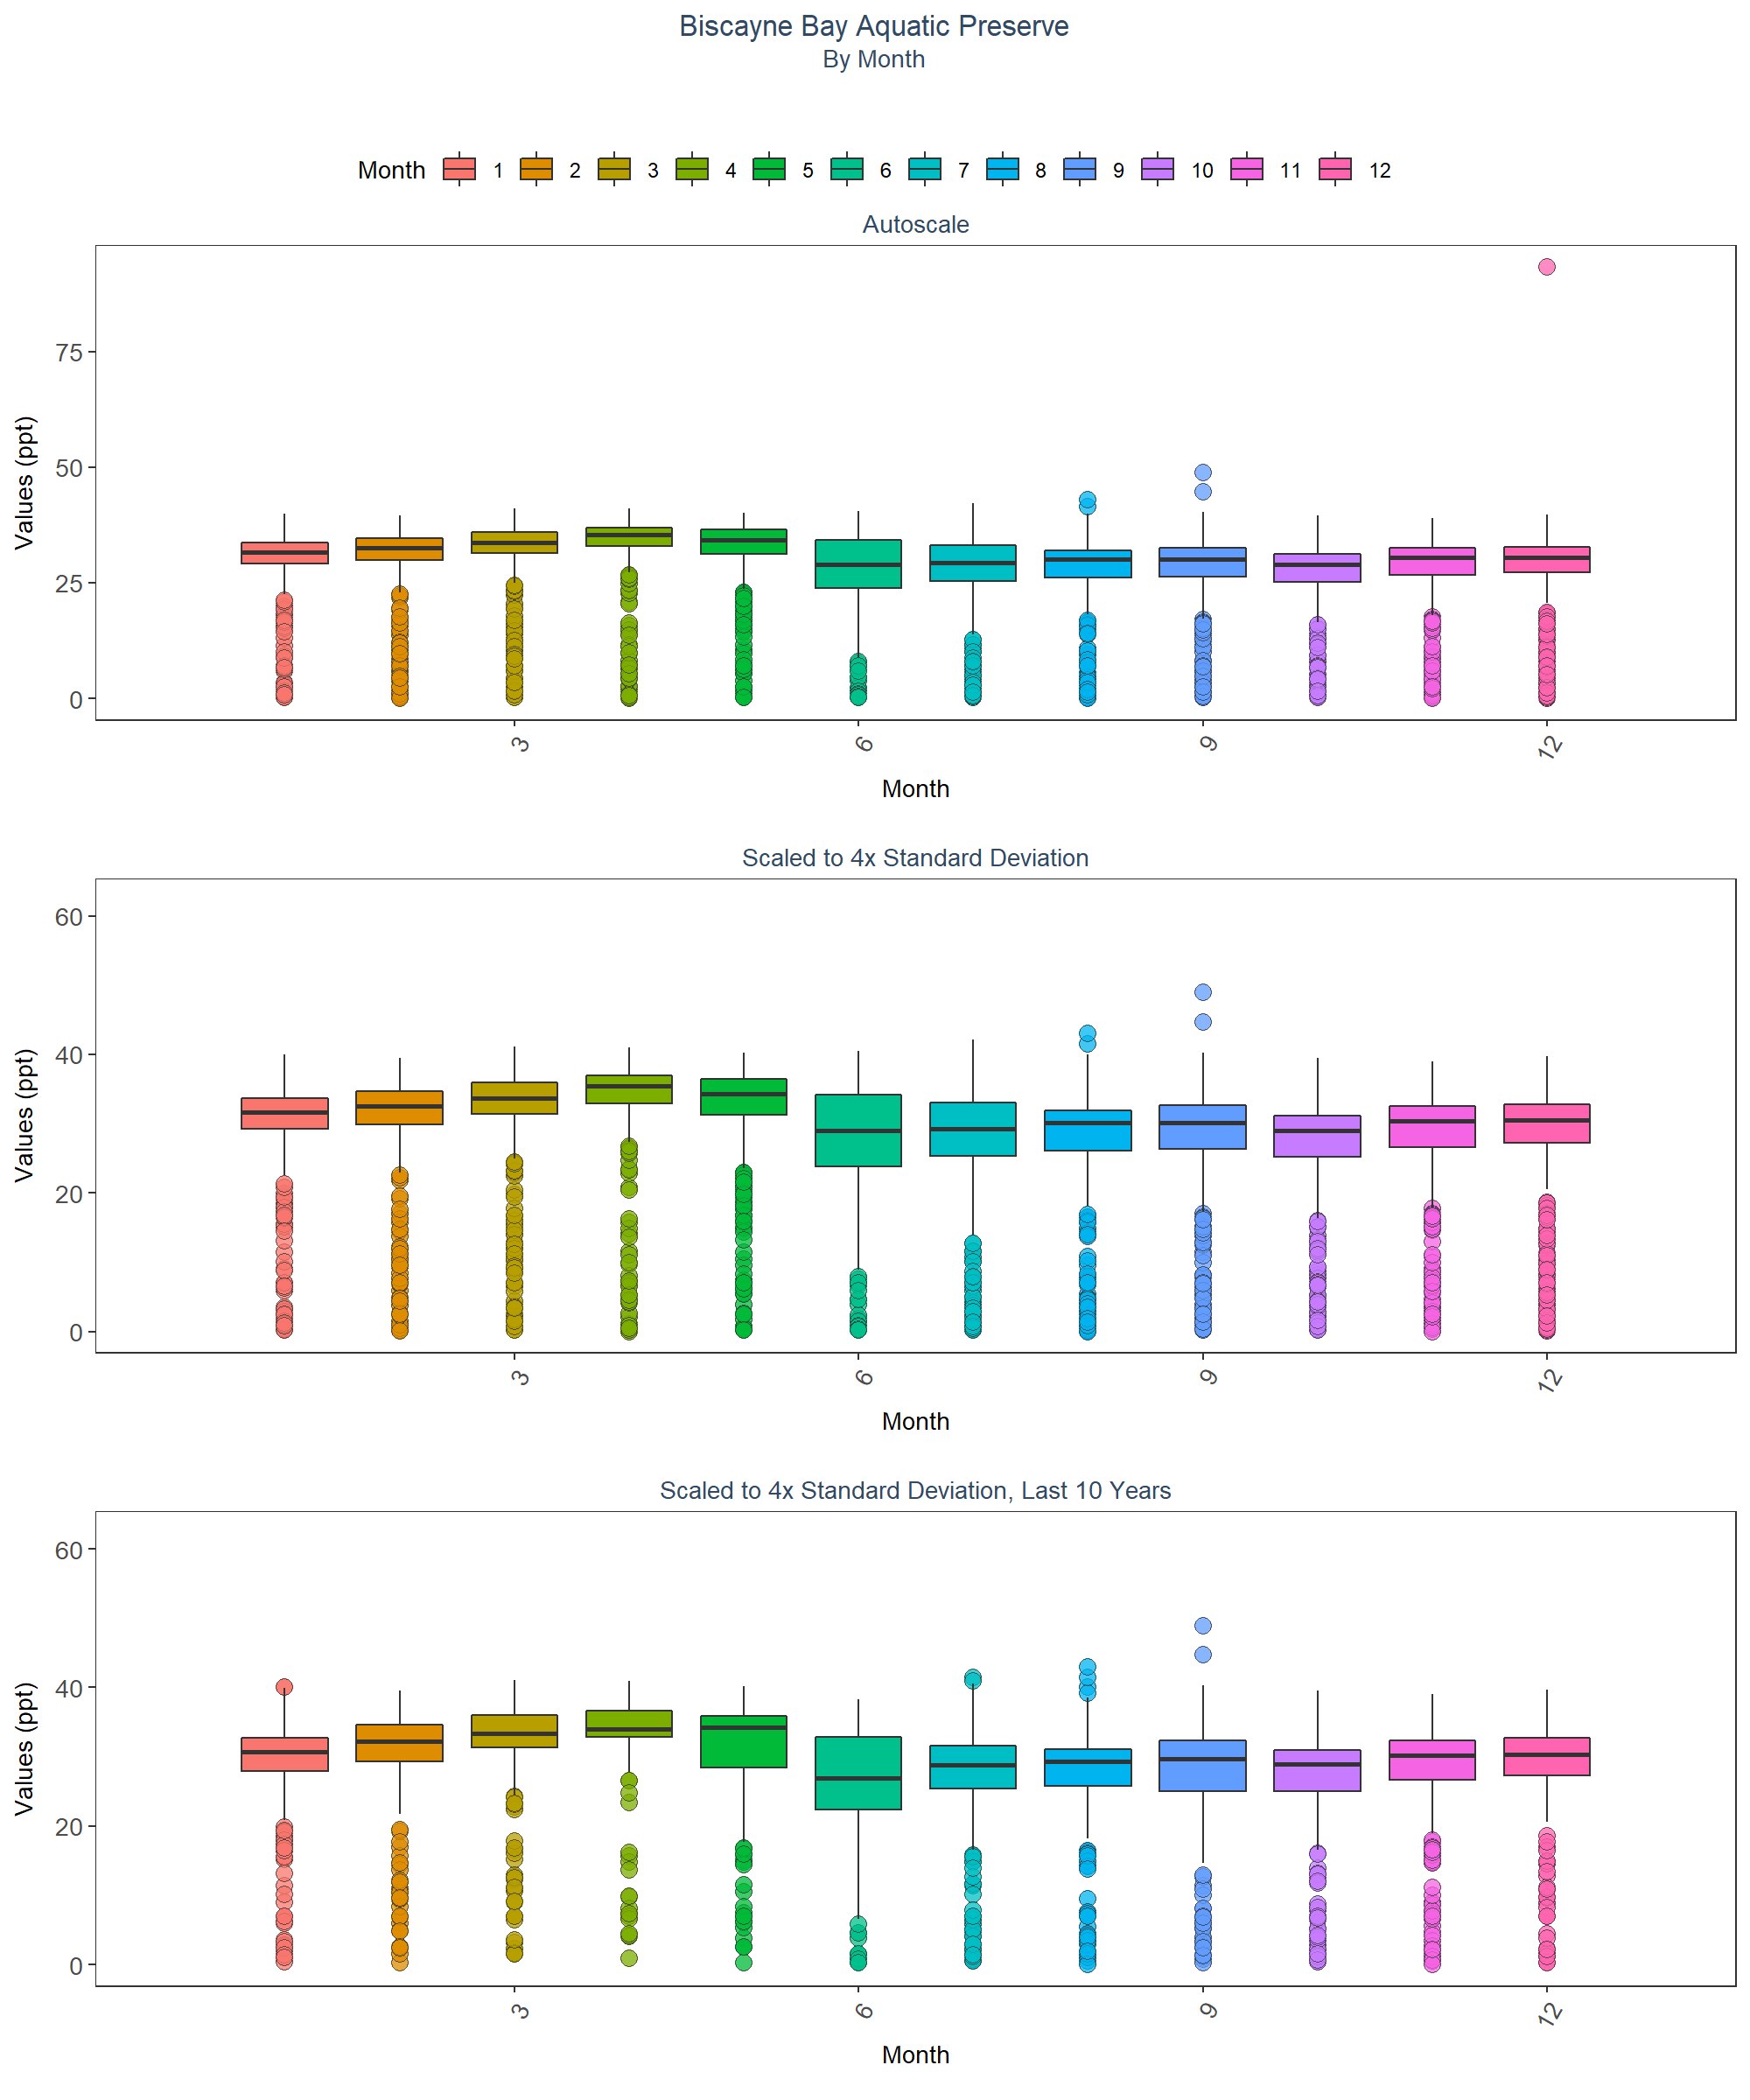 Biscayne Bay Aquatic Preserve
By Month
Month 1 2 3 4 5 6 7 8 9 10 11 12
Autoscale
Values (ppt)
75
50
25
0
3 6 9 12
Month
Scaled to 4x Standard Deviation
Values (ppt)
60
40
20
0
3 6 9 12
Month
Scaled to 4x Standard Deviation, Last 10 Years
Values (ppt)
60
40
20
0
3 6 9 12
Month